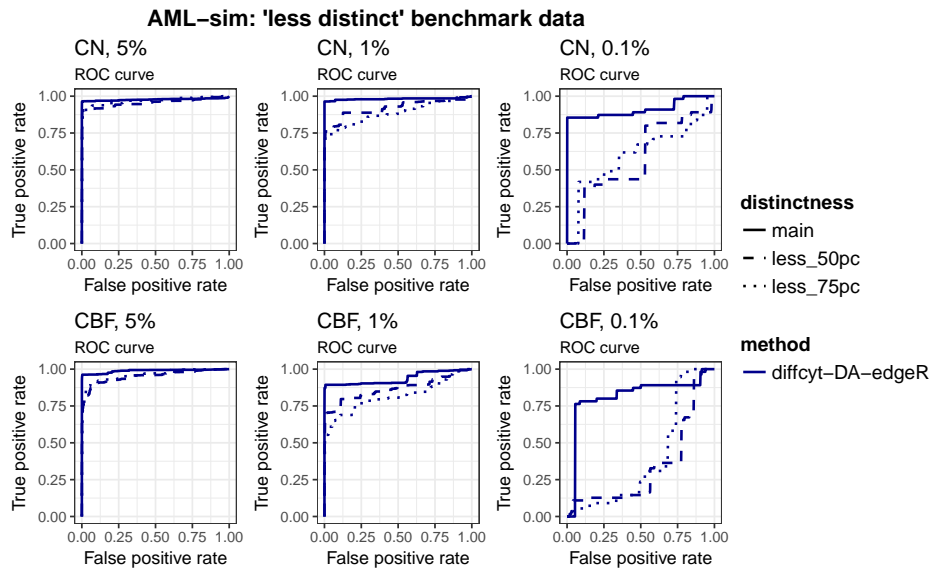 AML−sim: 'less distinct' benchmark data
CN, 5%
ROC curve
True positive rate
1.00
0.75
0.50
0.25
0.00
0.00 0.25 0.50 0.75 1.00
False positive rate
CN, 1%
ROC curve
True positive rate
1.00
0.75
0.50
0.25
0.00
0.00 0.25 0.50 0.75 1.00
False positive rate
CN, 0.1%
ROC curve
True positive rate
1.00
0.75
0.50
0.25
0.00
0.00 0.25 0.50 0.75 1.00
False positive rate
CBF, 5%
ROC curve
True positive rate
1.00
0.75
0.50
0.25
0.00
0.00 0.25 0.50 0.75 1.00
False positive rate
CBF, 1%
ROC curve
True positive rate
1.00
0.75
0.50
0.25
0.00
0.00 0.25 0.50 0.75 1.00
False positive rate
CBF, 0.1%
ROC curve
True positive rate
1.00
0.75
0.50
0.25
0.00
0.00 0.25 0.50 0.75 1.00
False positive rate
distinctness
main
less_50pc
less_75pc
method
diffcyt−DA−edgeR